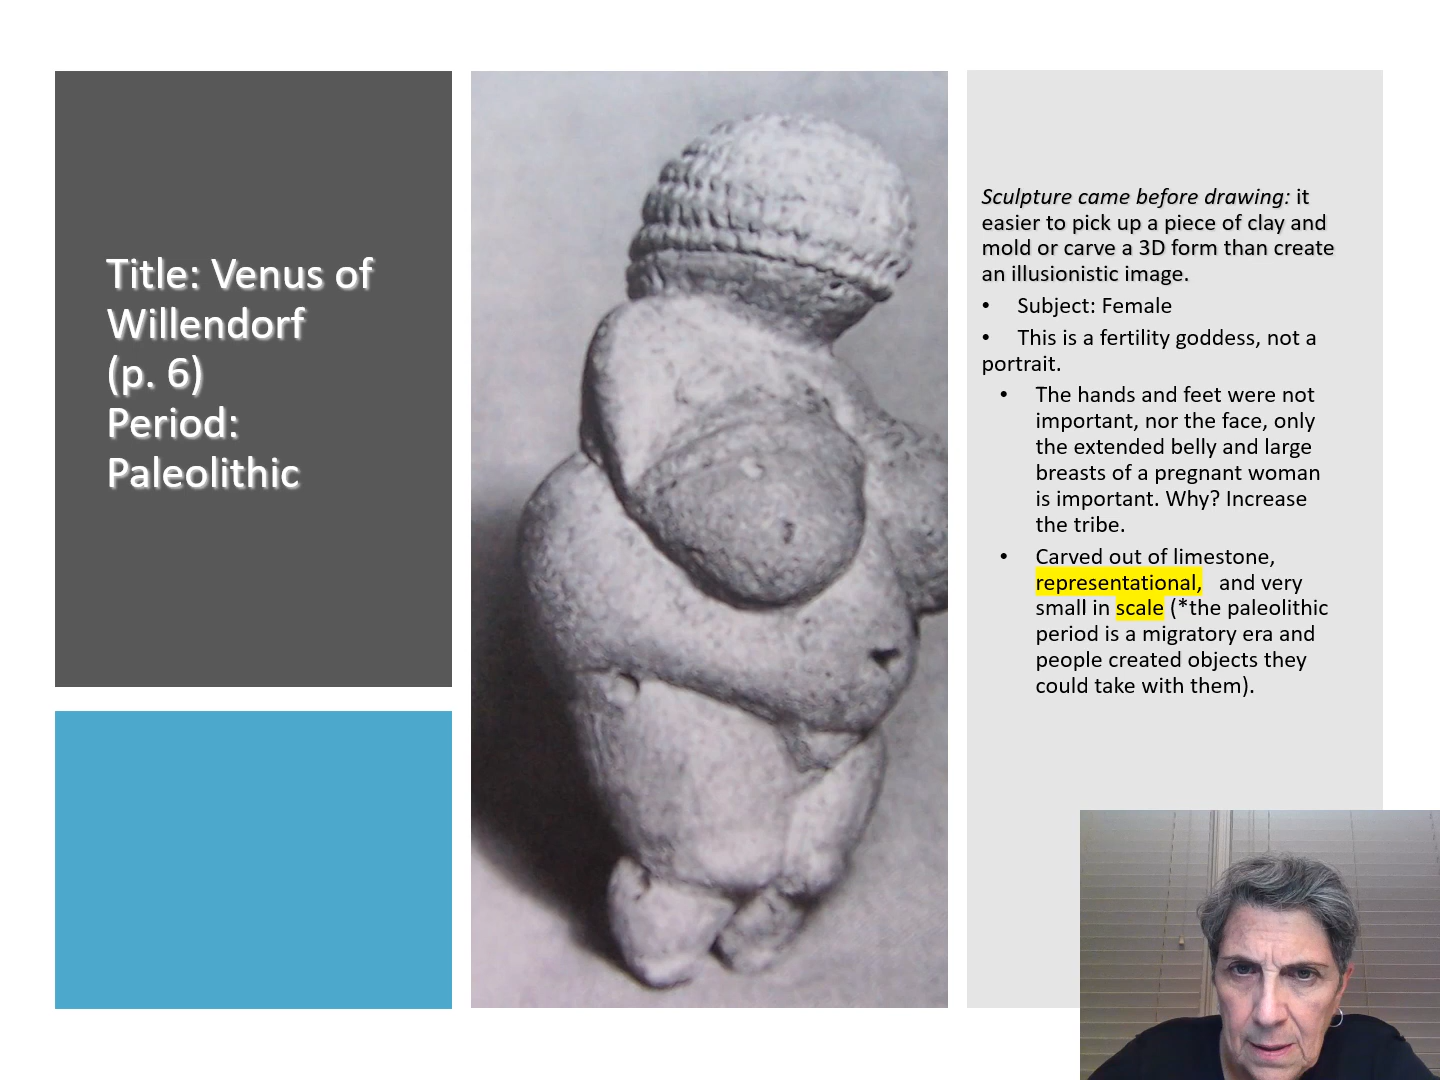 Title: Venus of
Willendorf
(p. 6)
Period:
Paleolithic
Sculpture came before drawing: it
easier to pick up a piece of clay and
mold or carve a 3D form than create
an illusionistic image.
• Subject: Female
• This is a fertility goddess, not a
portrait.
• The hands and feet were not
important, nor the face, only
the extended belly and large
breasts of a pregnant woman
is important. Why? Increase
the tribe.
• Carved out of limestone,
representational, and very
small in scale (*the paleolithic
period is a migratory era and
people created objects they
could take with them).